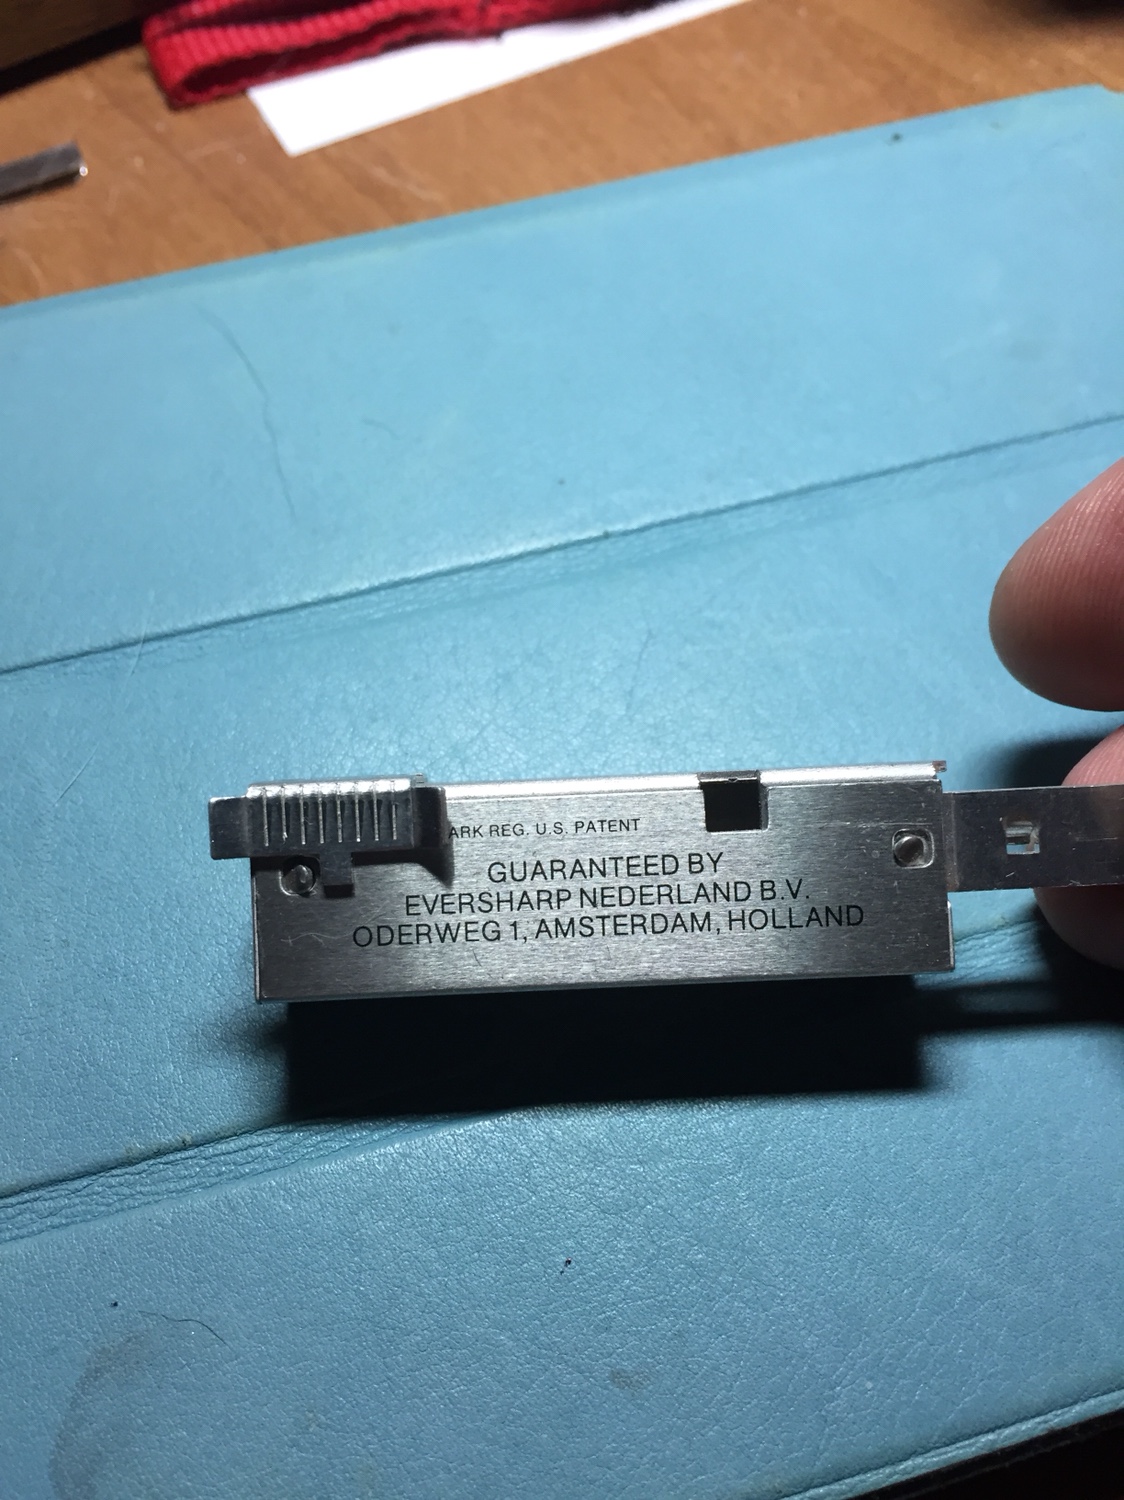 ARK REG. U.S. PATENT
GUARANTEED BY
EVERSHARP NEDERLAND B.V.
ODERWEG 1, AMSTERDAM, HOLLAND